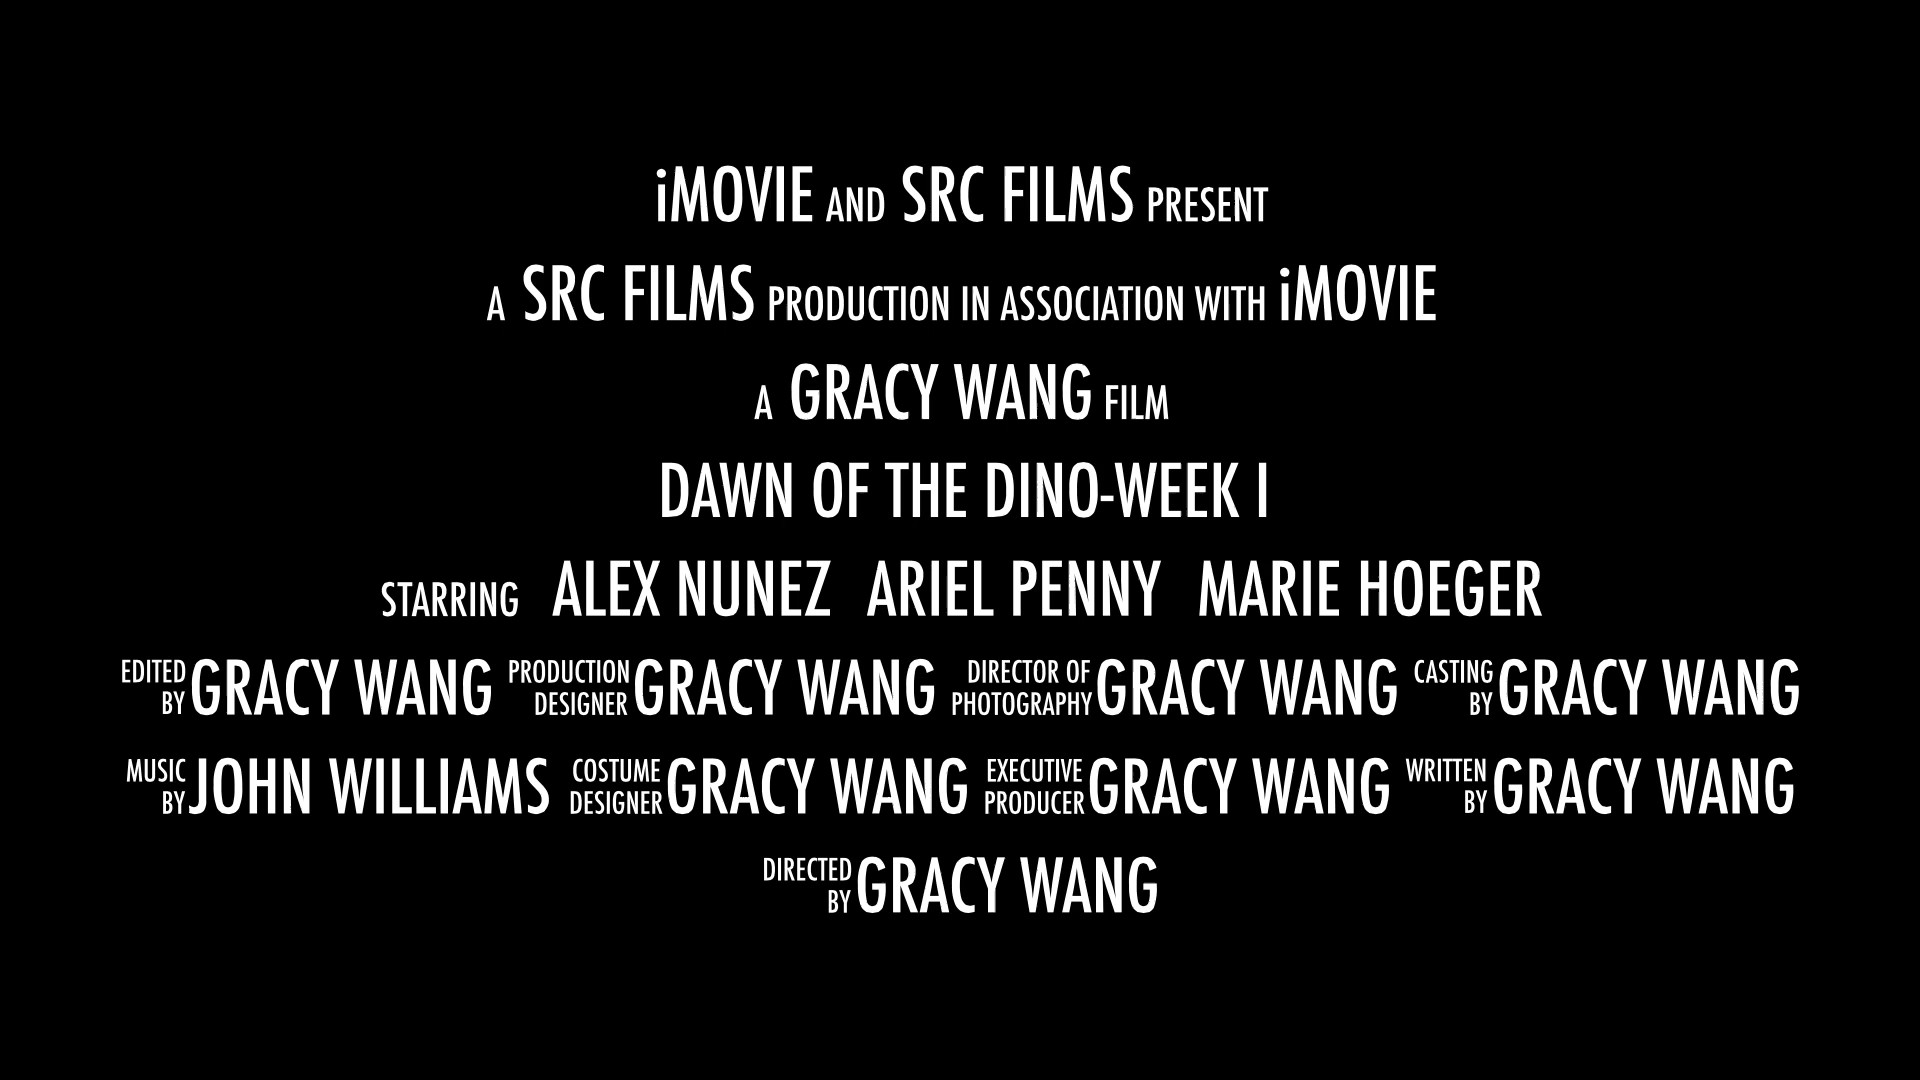 iMOVIE AND SRC FILMS PRESENT
A SRC FILMS PRODUCTION IN ASSOCIATION WITH iMOVIE
A GRACY WANG FILM
DAWN OF THE DINO-WEEK I
STARRING ALEX NUNEZ ARIEL PENNY MARIE HOEGER
EDITED BY GRACY WANG PRODUCTION DESIGNER GRACY WANG DIRECTOR OF PHOTOGRAPHY GRACY WANG CASTING BY GRACY WANG
MUSIC BY JOHN WILLIAMS COSTUME DESIGNER GRACY WANG EXECUTIVE PRODUCER GRACY WANG WRITTEN BY GRACY WANG
DIRECTED BY GRACY WANG